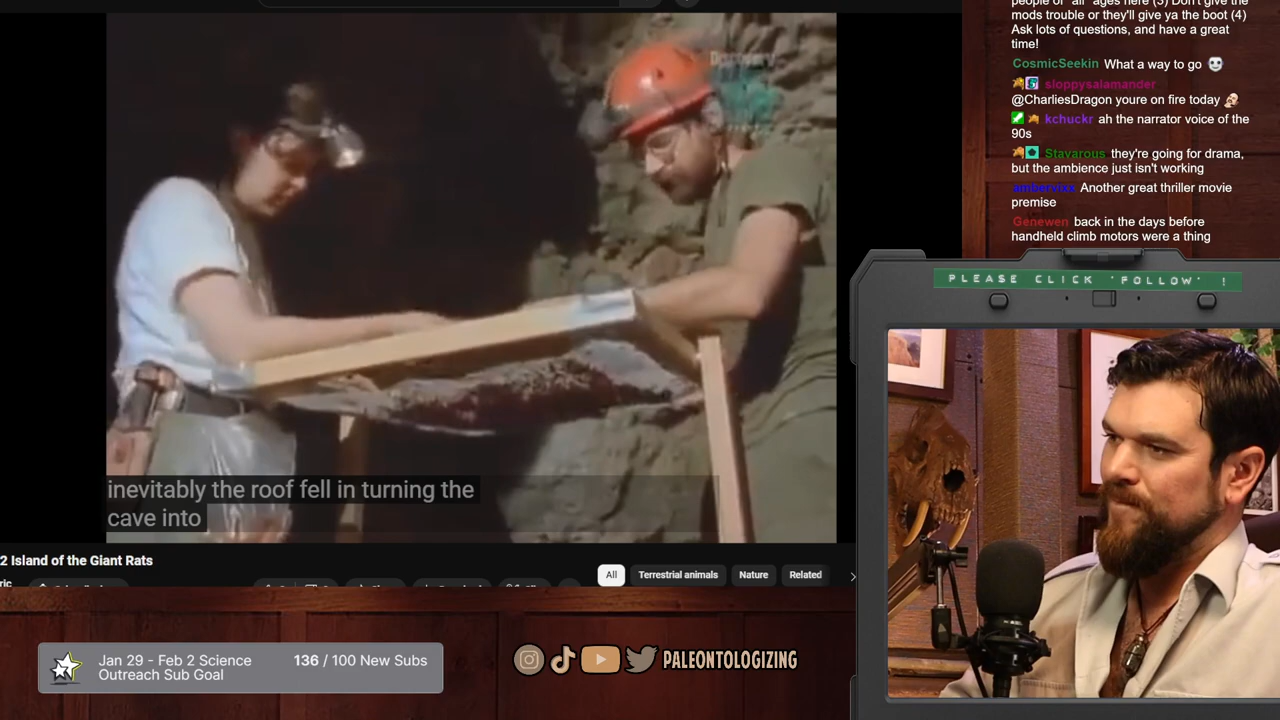 people of "all" ages here (3) Don't give the
mods trouble or they'll give ya the boot (4)
Ask lots of questions, and have a great
time!
CosmicSeekin What a way to go
sloppysalamander
@CharliesDragon youre on fire today
kchuckr ah the narrator voice of the
90s
Stavarous they're going for drama,
but the ambience just isn't working
ambervixx Another great thriller movie
premise
Genewen back in the days before
handheld climb motors were a thing
Discovery
PLEASE CLICK 'FOLLOW' !
inevitably the roof fell in turning the
cave into
2 Island of the Giant Rats
All
Terrestrial animals
Nature
Related
Jan 29 - Feb 2 Science
Outreach Sub Goal
136 / 100 New Subs
PALEONTOLOGIZING